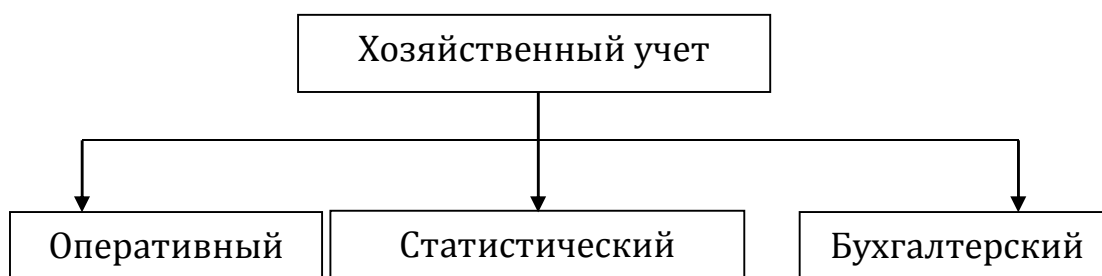 Хозяйственный учет
Оперативный
Статистический
Бухгалтерский